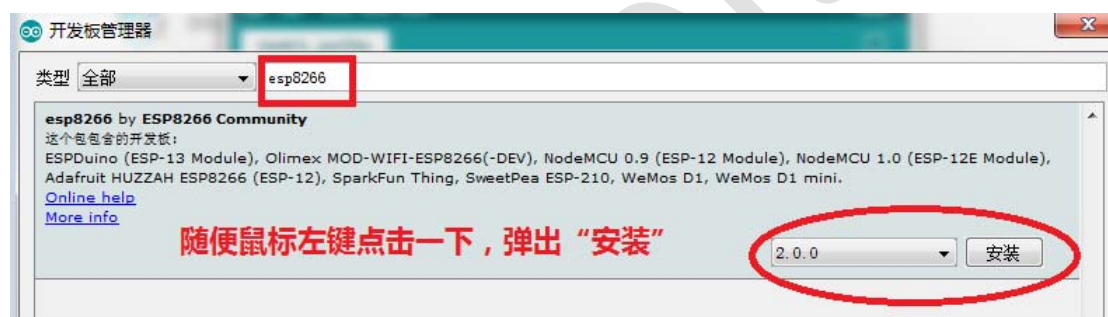 开发板管理器
类型 全部 esp8266
esp8266 by ESP8266 Community
这个包包含的开发板：
ESPDuino (ESP-13 Module), Olimex MOD-WIFI-ESP8266(-DEV), NodeMCU 0.9 (ESP-12 Module), NodeMCU 1.0 (ESP-12E Module),
Adafruit HUZZAH ESP8266 (ESP-12), SparkFun Thing, SweetPea ESP-210, WeMos D1, WeMos D1 mini.
Online help
More info
随便鼠标左键点击一下，弹出“安装”
2.0.0 安装